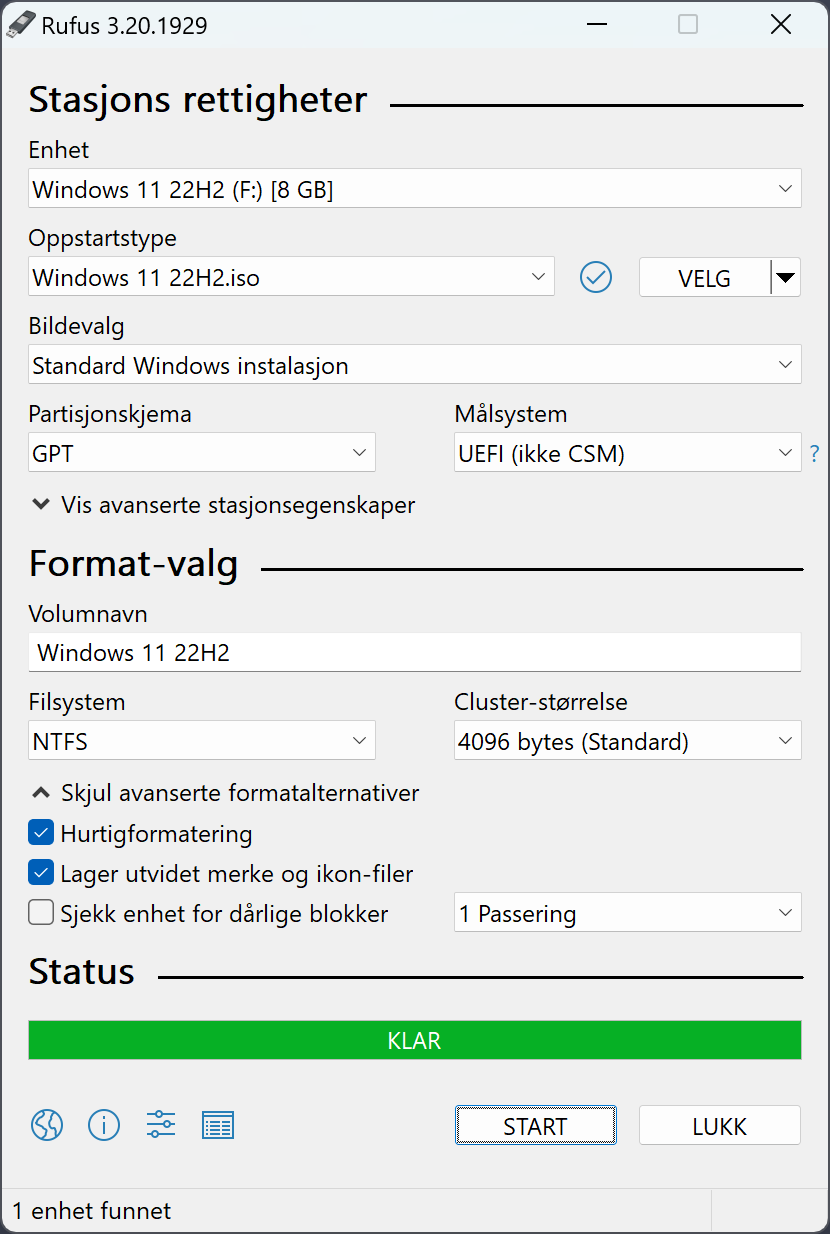 Rufus 3.20.1929
Stasjons rettigheter
Enhet
Windows 11 22H2 (F:) [8 GB]
Oppstartstype
Windows 11 22H2.iso
VELG
Bildevalg
Standard Windows instalasjon
Partisjonskjema
Målsystem
GPT
UEFI (ikke CSM)
?
Vis avanserte stasjonsegenskaper
Format-valg
Volumnavn
Windows 11 22H2
Filsystem
Cluster-størrelse
NTFS
4096 bytes (Standard)
Skjul avanserte formatalternativer
Hurtigformatering
Lager utvidet merke og ikon-filer
Sjekk enhet for dårlige blokker
1 Passering
Status
KLAR
START
LUKK
1 enhet funnet